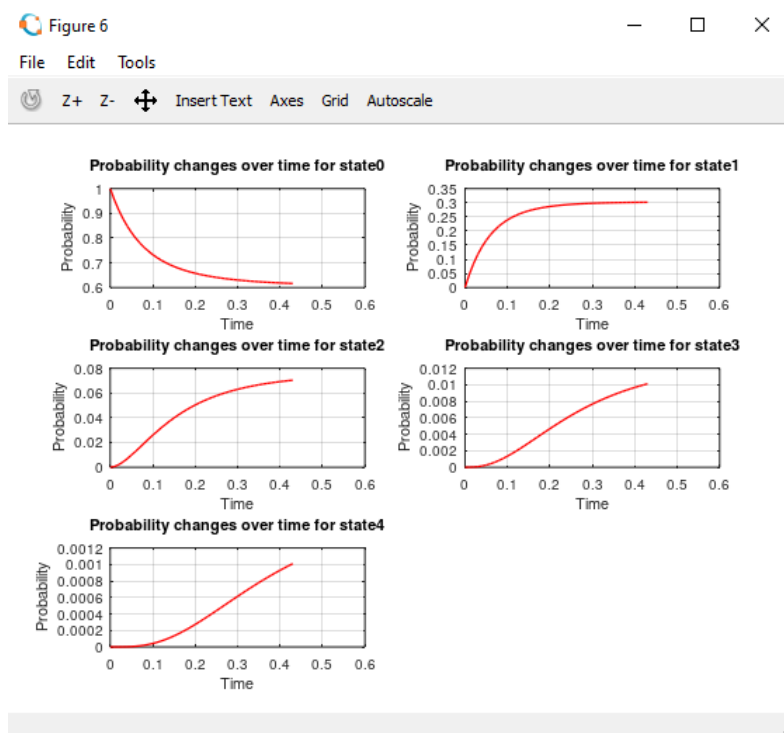 Figure 6
File Edit Tools
Z+ Z- Insert Text Axes Grid Autoscale
Probability changes over time for state0
Probability
1
0.9
0.8
0.7
0.6
0 0.1 0.2 0.3 0.4 0.5 0.6
Time
Probability changes over time for state1
Probability
0.35
0.3
0.25
0.2
0.15
0.1
0.05
0
0 0.1 0.2 0.3 0.4 0.5 0.6
Time
Probability changes over time for state2
Probability
0.08
0.06
0.04
0.02
0
0 0.1 0.2 0.3 0.4 0.5 0.6
Time
Probability changes over time for state3
Probability
0.012
0.01
0.008
0.006
0.004
0.002
0
0 0.1 0.2 0.3 0.4 0.5 0.6
Time
Probability changes over time for state4
Probability
0.0012
0.001
0.0008
0.0006
0.0004
0.0002
0
0 0.1 0.2 0.3 0.4 0.5 0.6
Time